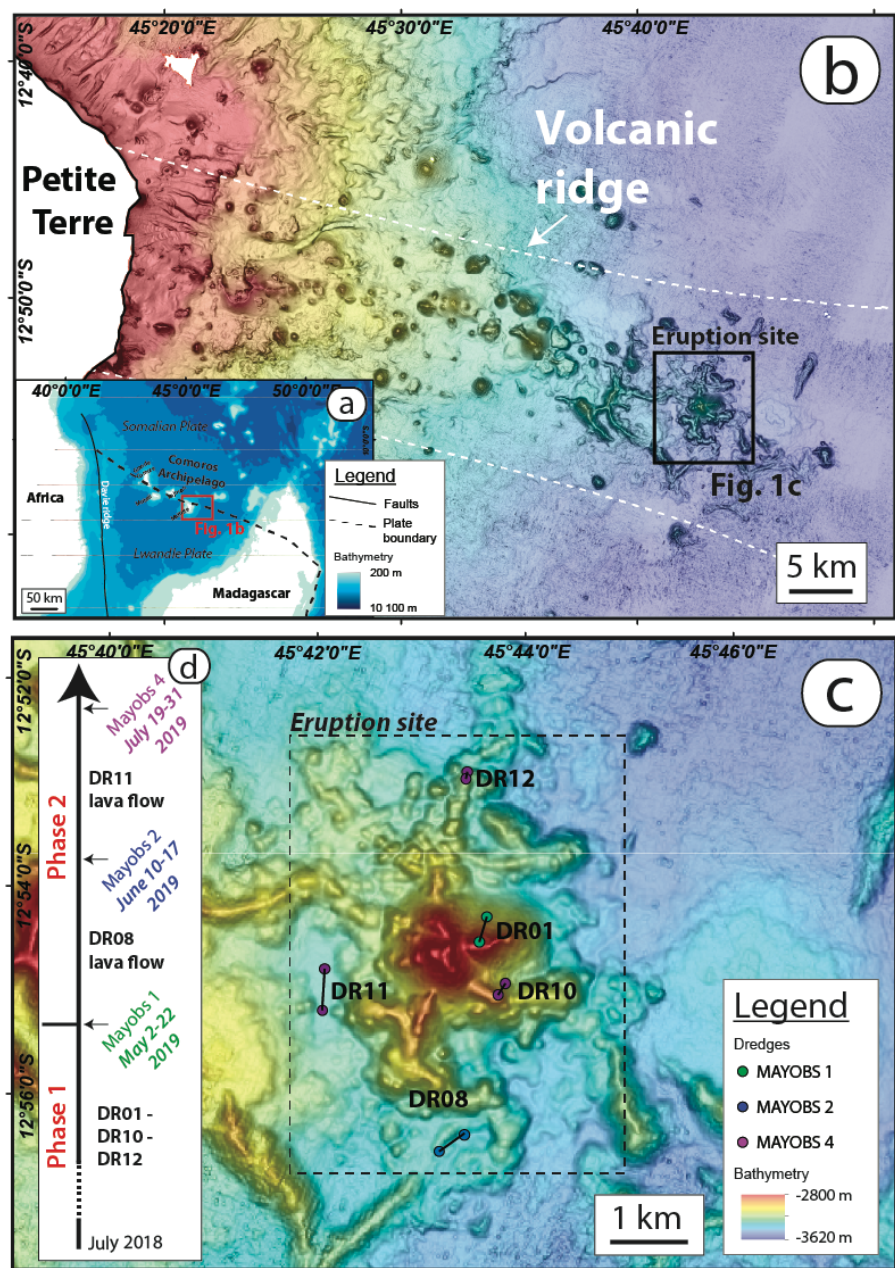 45°20'0"E
45°30'0"E
45°40'0"E
12°40'0"S
12°50'0"S
b
Volcanic
ridge
Petite
Terre
Eruption site
Fig. 1c
5 km
40°0'0"E
45°0'0"E
50°0'0"E
a
Somalian Plate
Comoros
Archipelago
Africa
Davie ridge
Fig. 1b
Lwandle Plate
Madagascar
50 km
Legend
Faults
Plate
boundary
Bathymetry
200 m
10 100 m
45°40'0"E
45°42'0"E
45°44'0"E
45°46'0"E
12°52'0"S
12°54'0"S
12°56'0"S
d
Mayobs 4
July 19-31
2019
DR11
lava flow
Phase 2
Mayobs 2
June 10-17
2019
DR08
lava flow
Mayobs 1
May 2-22
2019
Phase 1
DR01 -
DR10 -
DR12
July 2018
c
Eruption site
DR12
DR01
DR11
DR10
DR08
1 km
Legend
Dredges
MAYOBS 1
MAYOBS 2
MAYOBS 4
Bathymetry
-2800 m
-3620 m